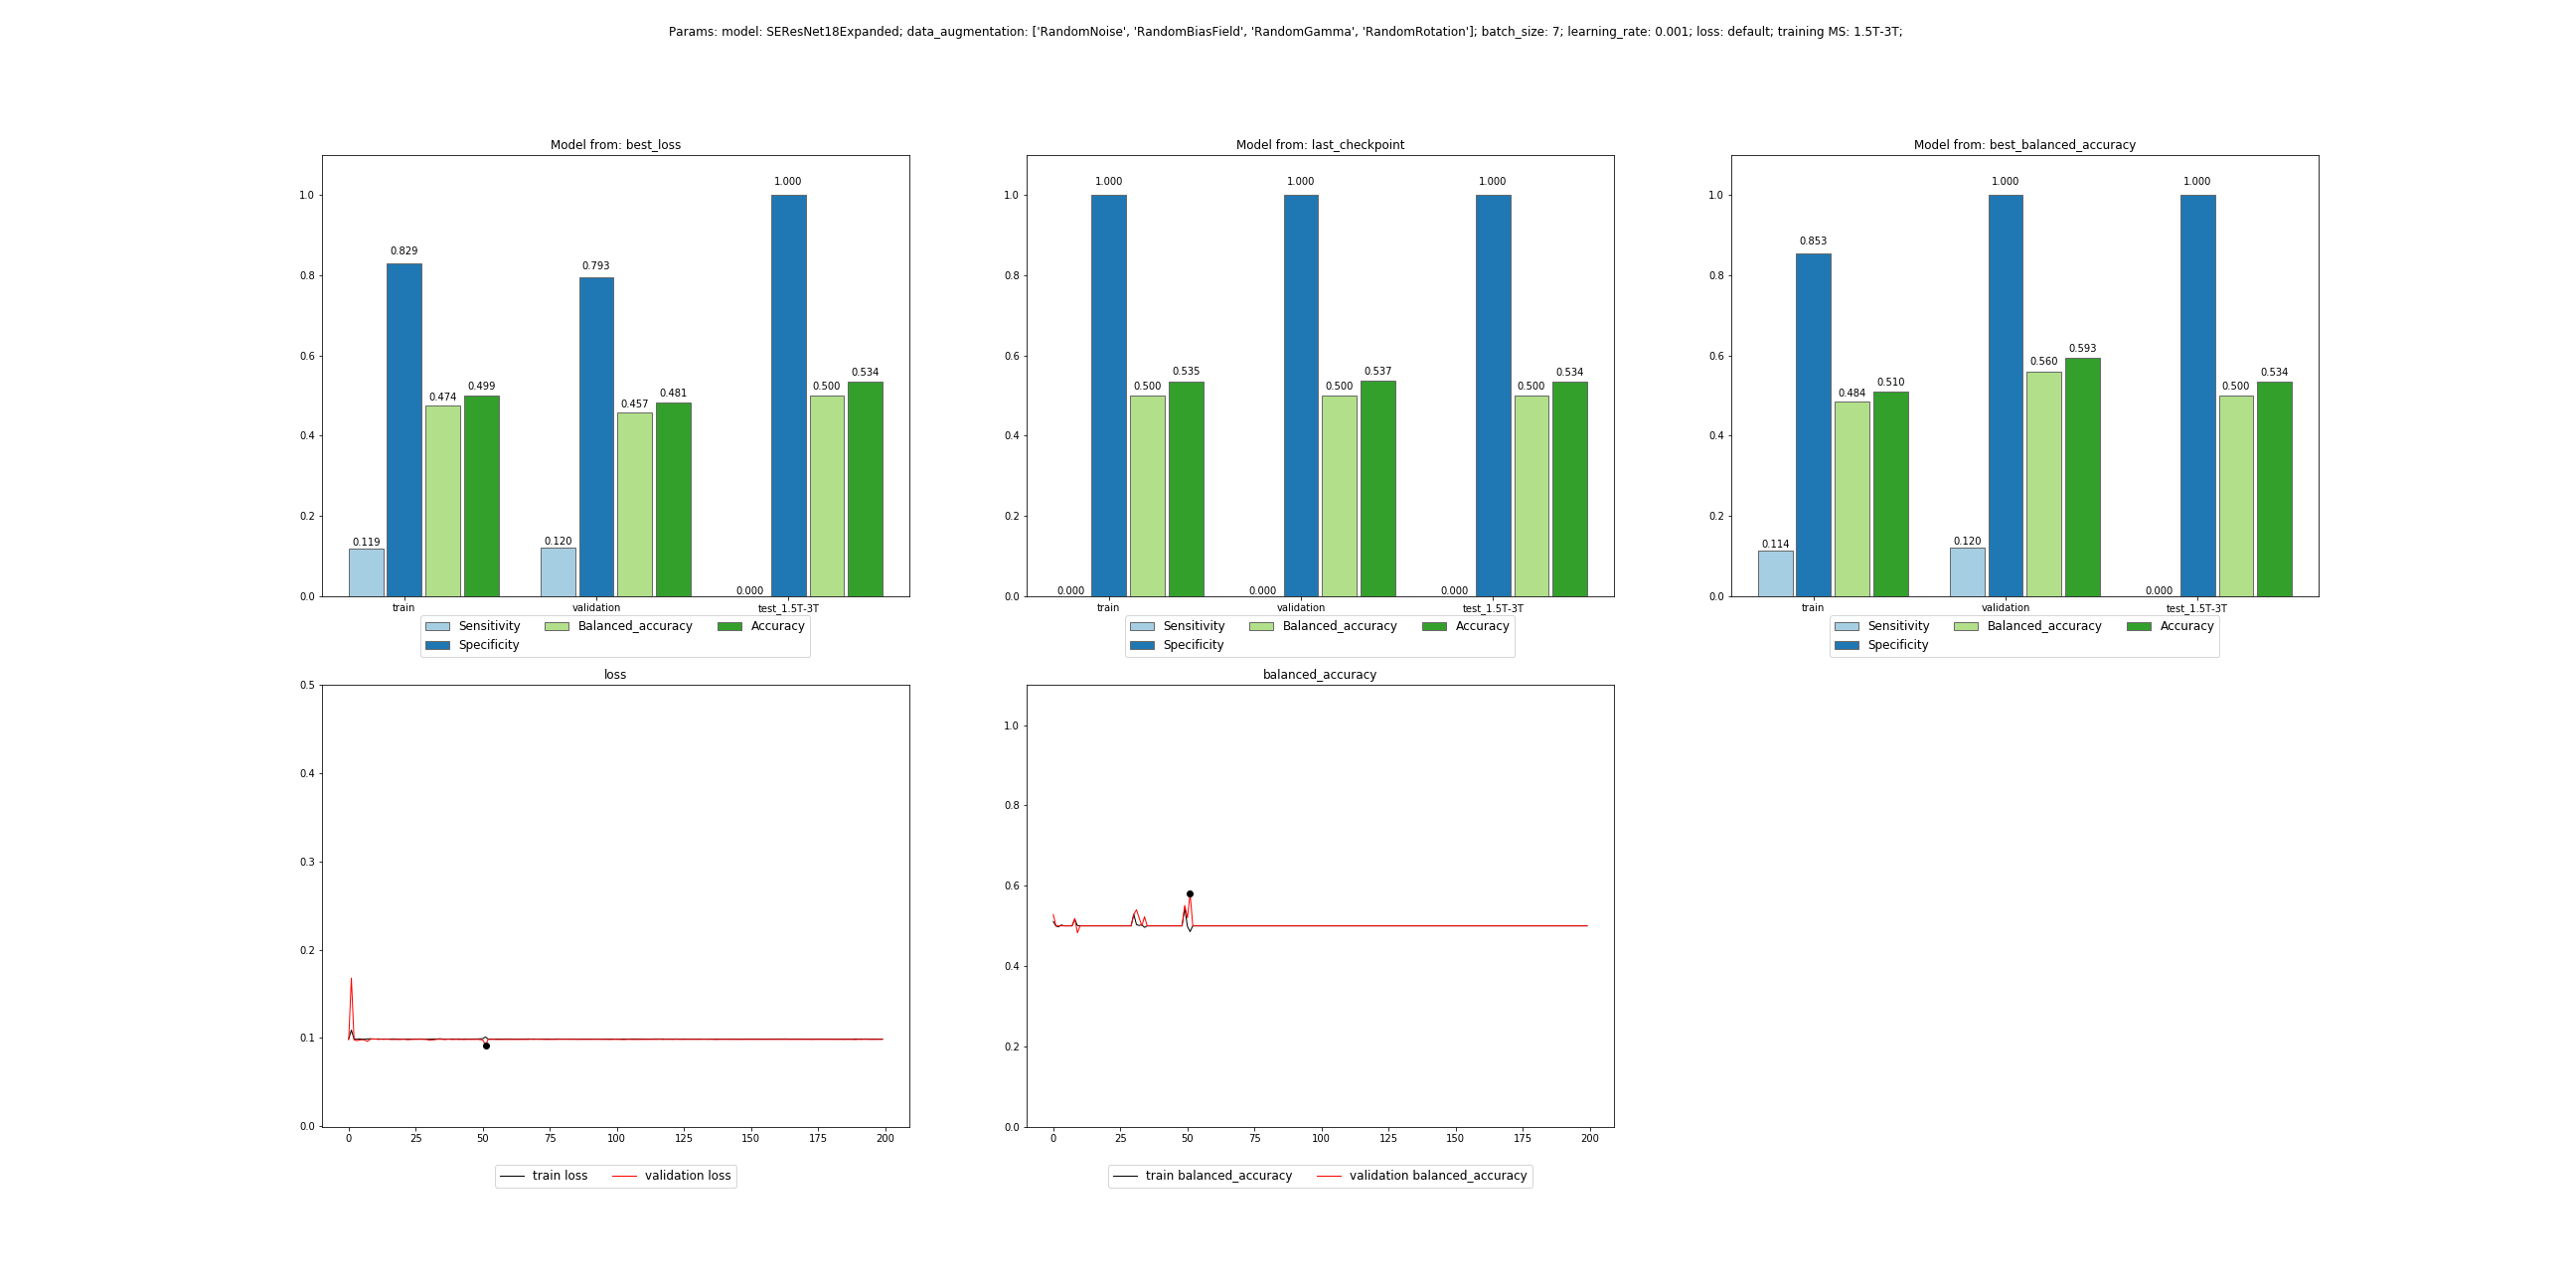 Params: model: SEResNet18Expanded; data_augmentation: ['RandomNoise', 'RandomBiasField', 'RandomGamma', 'RandomRotation']; batch_size: 7; learning_rate: 0.001; loss: default; training MS: 1.5T-3T;
Model from: best_loss
1.0
0.8
0.6
0.4
0.2
0.0
0.119
0.829
0.474
0.499
0.120
0.793
0.457
0.481
0.000
1.000
0.500
0.534
train
validation
test_1.5T-3T
Sensitivity
Balanced_accuracy
Accuracy
Specificity
Model from: last_checkpoint
1.0
0.8
0.6
0.4
0.2
0.0
0.000
1.000
0.500
0.535
0.000
1.000
0.500
0.537
0.000
1.000
0.500
0.534
train
validation
test_1.5T-3T
Sensitivity
Balanced_accuracy
Accuracy
Specificity
Model from: best_balanced_accuracy
1.0
0.8
0.6
0.4
0.2
0.0
0.114
0.853
0.484
0.510
0.120
1.000
0.560
0.593
0.000
1.000
0.500
0.534
train
validation
test_1.5T-3T
Sensitivity
Balanced_accuracy
Accuracy
Specificity
loss
0.5
0.4
0.3
0.2
0.1
0.0
0
25
50
75
100
125
150
175
200
train loss
validation loss
balanced_accuracy
1.0
0.8
0.6
0.4
0.2
0.0
0
25
50
75
100
125
150
175
200
train balanced_accuracy
validation balanced_accuracy